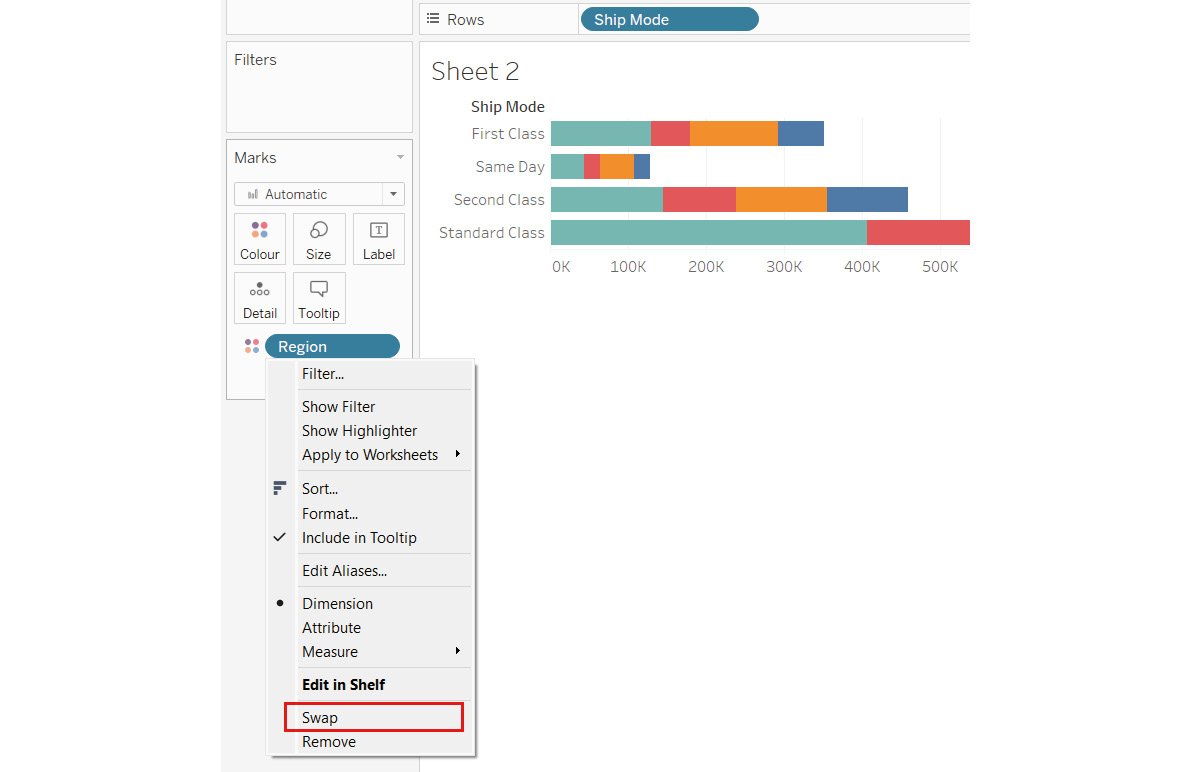 Rows
Ship Mode
Filters
Sheet 2
Ship Mode
First Class
Same Day
Second Class
Standard Class
0K 100K 200K 300K 400K 500K
Marks
Automatic
Colour Size Label
T
Detail Tooltip
Region
Filter...
Show Filter
Show Highlighter
Apply to Worksheets
Sort...
Format...
Include in Tooltip
Edit Aliases...
Dimension
Attribute
Measure
Edit in Shelf
Swap
Remove